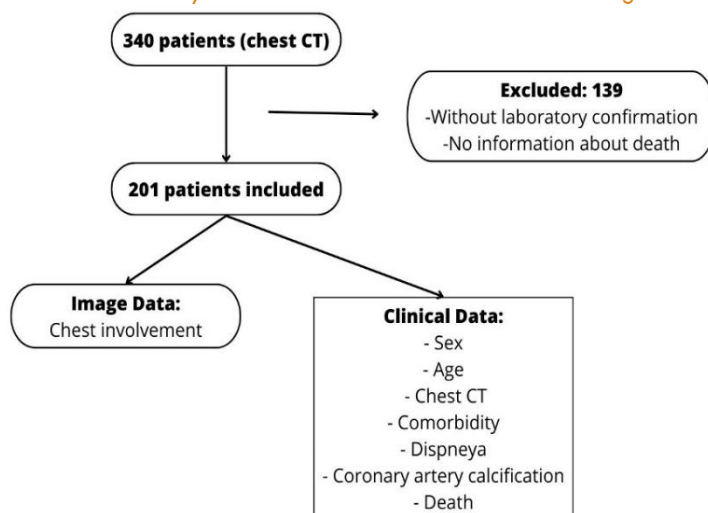 340 patients (chest CT)
Excluded: 139
-Without laboratory confirmation
-No information about death
201 patients included
Image Data:
Chest involvement
Clinical Data:
- Sex
- Age
- Chest CT
- Comorbidity
- Dispneya
- Coronary artery calcification
- Death